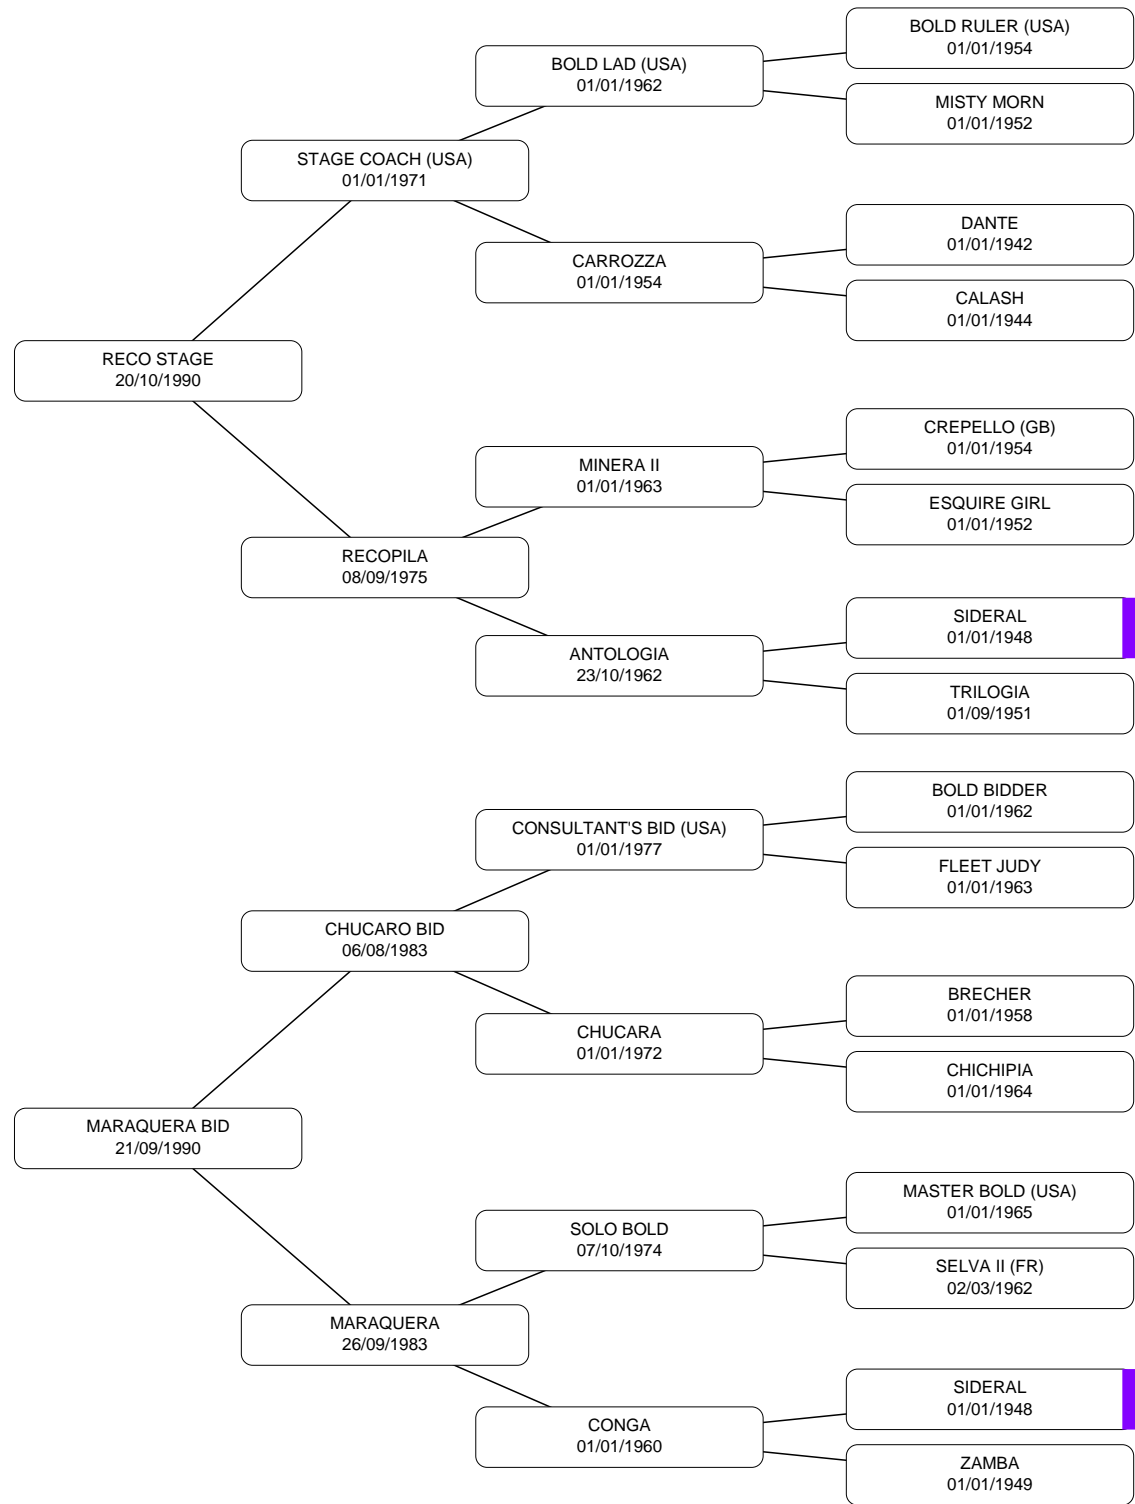 BOLD RULER (USA)
01/01/1954
BOLD LAD (USA)
01/01/1962
MISTY MORN
01/01/1952
STAGE COACH (USA)
01/01/1971
DANTE
01/01/1942
CARROZZA
01/01/1954
CALASH
01/01/1944
RECO STAGE
20/10/1990
CREPELLO (GB)
01/01/1954
MINERA II
01/01/1963
ESQUIRE GIRL
01/01/1952
RECOPILA
08/09/1975
SIDERAL
01/01/1948
ANTOLOGIA
23/10/1962
TRILOGIA
01/09/1951
BOLD BIDDER
01/01/1962
CONSULTANT'S BID (USA)
01/01/1977
FLEET JUDY
01/01/1963
CHUCARO BID
06/08/1983
BRECHER
01/01/1958
CHUCARA
01/01/1972
CHICHIPIA
01/01/1964
MARAQUERA BID
21/09/1990
MASTER BOLD (USA)
01/01/1965
SOLO BOLD
07/10/1974
SELVA II (FR)
02/03/1962
MARAQUERA
26/09/1983
SIDERAL
01/01/1948
CONGA
01/01/1960
ZAMBA
01/01/1949